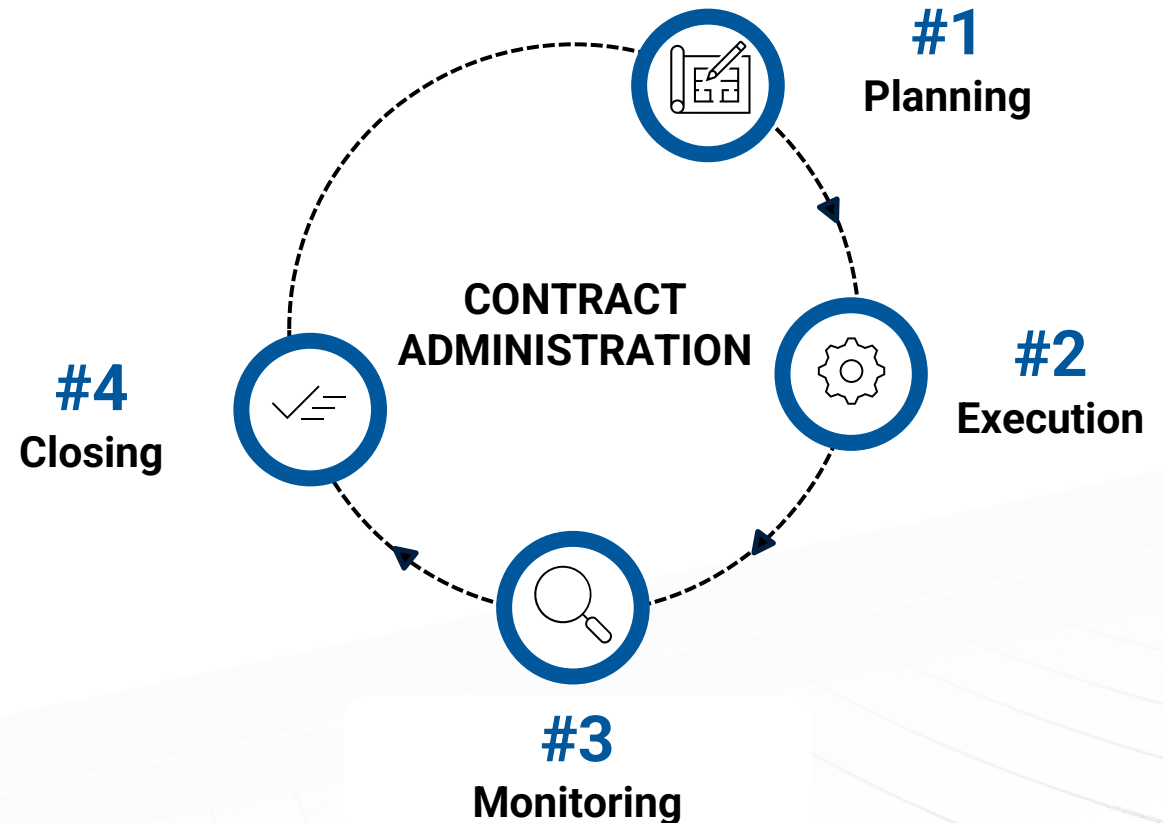 #1
Planning
CONTRACT
ADMINISTRATION
#2
Execution
#4
Closing
#3
Monitoring